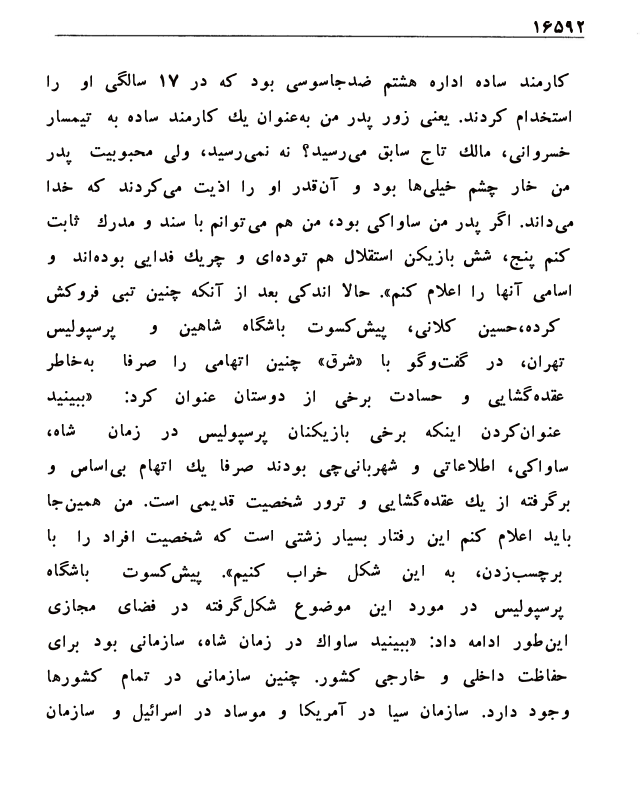 ۱۶۵۹۲
کارمند ساده اداره هشتم ضدجاسوسی بود که در ۱۷ سالگی او را
استخدام کردند. یعنی زور پدر من به‌عنوان یك کارمند ساده به تیمسار
خسروانی، مالك تاج سابق می‌رسید؟ نه نمی‌رسید، ولی محبوبیت پدر
من خار چشم خیلی‌ها بود و آن‌قدر او را اذیت می‌کردند که خدا
می‌داند. اگر پدر من ساواکی بود، من هم می‌توانم با سند و مدرك ثابت
کنم پنج، شش بازیکن استقلال هم توده‌ای و چریك فدایی بوده‌اند و
اسامی آنها را اعلام کنم». حالا اندکی بعد از آنکه چنین تبی فروکش
کرده،حسین کلانی، پیش‌کسوت باشگاه شاهین و پرسپولیس
تهران، در گفت‌وگو با «شرق» چنین اتهامی را صرفا به‌خاطر
عقده‌گشایی و حسادت برخی از دوستان عنوان کرد: «ببینید
عنوان‌کردن اینکه برخی بازیکنان پرسپولیس در زمان شاه،
ساواکی، اطلاعاتی و شهربانی‌چی بودند صرفا یك اتهام بی‌اساس و
برگرفته از یك عقده‌گشایی و ترور شخصیت قدیمی است. من همین‌جا
باید اعلام کنم این رفتار بسیار زشتی است که شخصیت افراد را با
برچسب‌زدن، به این شکل خراب کنیم». پیش‌کسوت باشگاه
پرسپولیس در مورد این موضوع شکل‌گرفته در فضای مجازی
این‌طور ادامه داد: «ببینید ساواك در زمان شاه، سازمانی بود برای
حفاظت داخلی و خارجی کشور. چنین سازمانی در تمام کشورها
وجود دارد. سازمان سیا در آمریکا و موساد در اسرائیل و سازمان